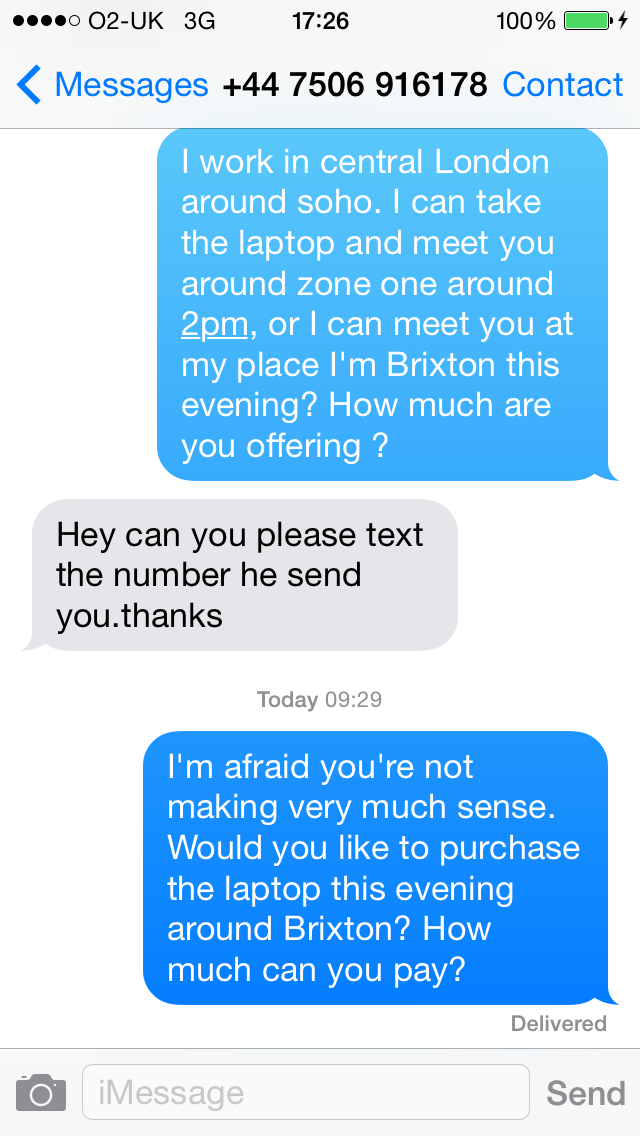 O2-UK 3G 17:26 100%
Messages +44 7506 916178 Contact
I work in central London
around soho. I can take
the laptop and meet you
around zone one around
2pm, or I can meet you at
my place I'm Brixton this
evening? How much are
you offering ?
Hey can you please text
the number he send
you.thanks
Today 09:29
I'm afraid you're not
making very much sense.
Would you like to purchase
the laptop this evening
around Brixton? How
much can you pay?
Delivered
iMessage Send